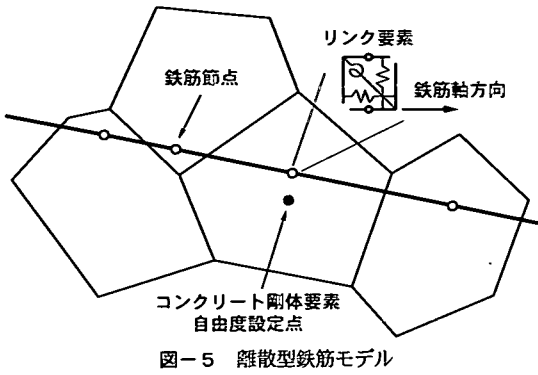 リンク要素
鉄筋節点
鉄筋軸方向
コンクリート剛体要素
自由度設定点
図-5 離散型鉄筋モデル